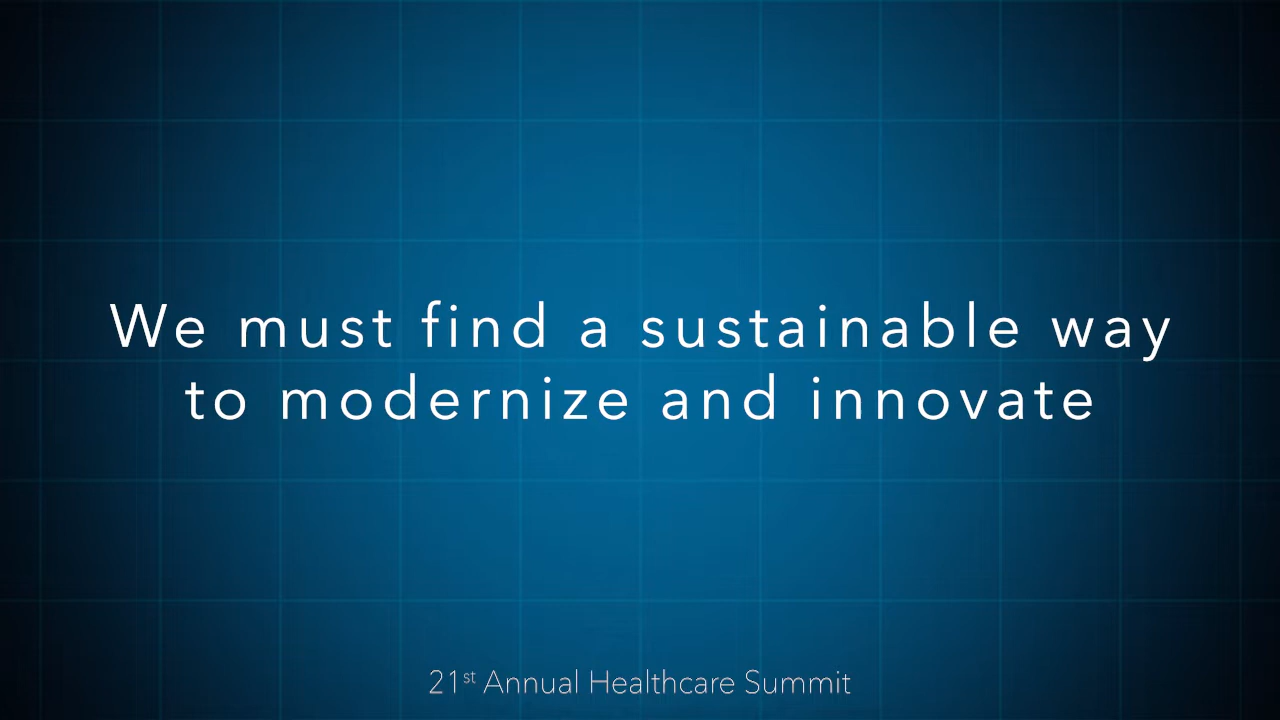 We must find a sustainable way
to modernize and innovate
21st Annual Healthcare Summit